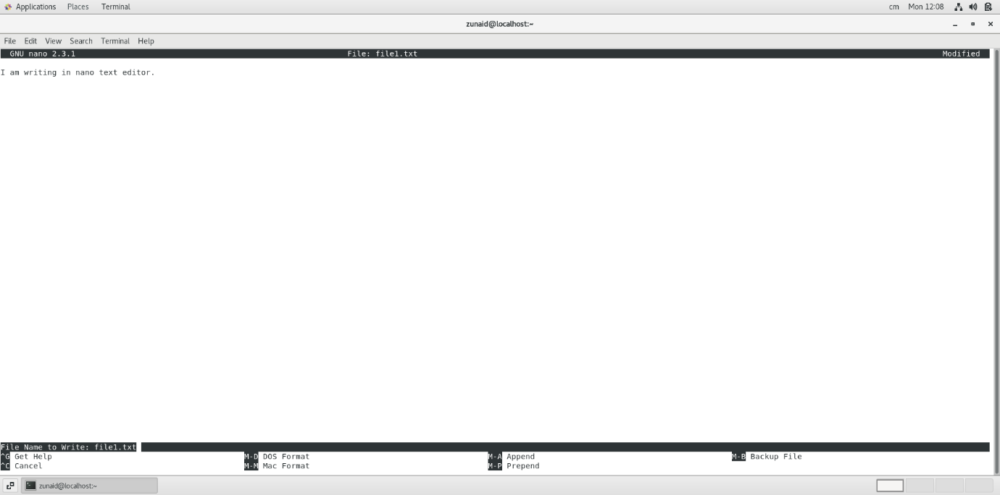 Applications Places Terminal cm Mon 12:08
zunaid@localhost:~
File Edit View Search Terminal Help
GNU nano 2.3.1 File: file1.txt Modified
I am writing in nano text editor.
File Name to Write: file1.txt
^G Get Help M-D DOS Format M-A Append M-B Backup File
^C Cancel M-M Mac Format M-P Prepend
zunaid@localhost:~